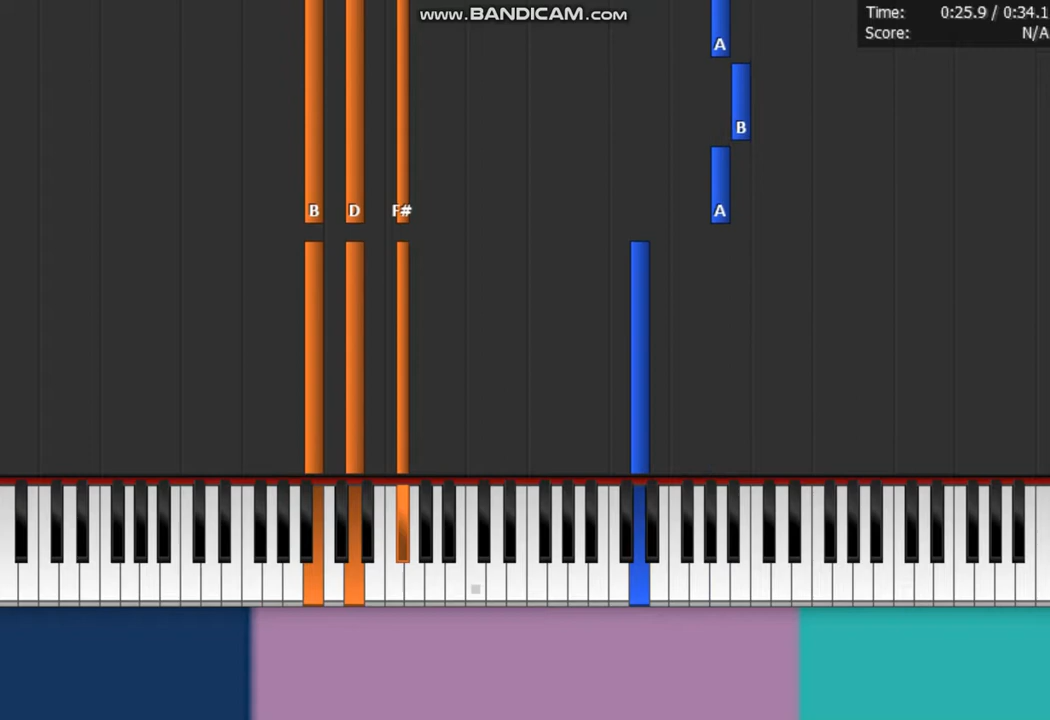 www.BANDICAM.com
Time: 0:25.9 / 0:34.1
Score: N/A
A
B
B D F# A